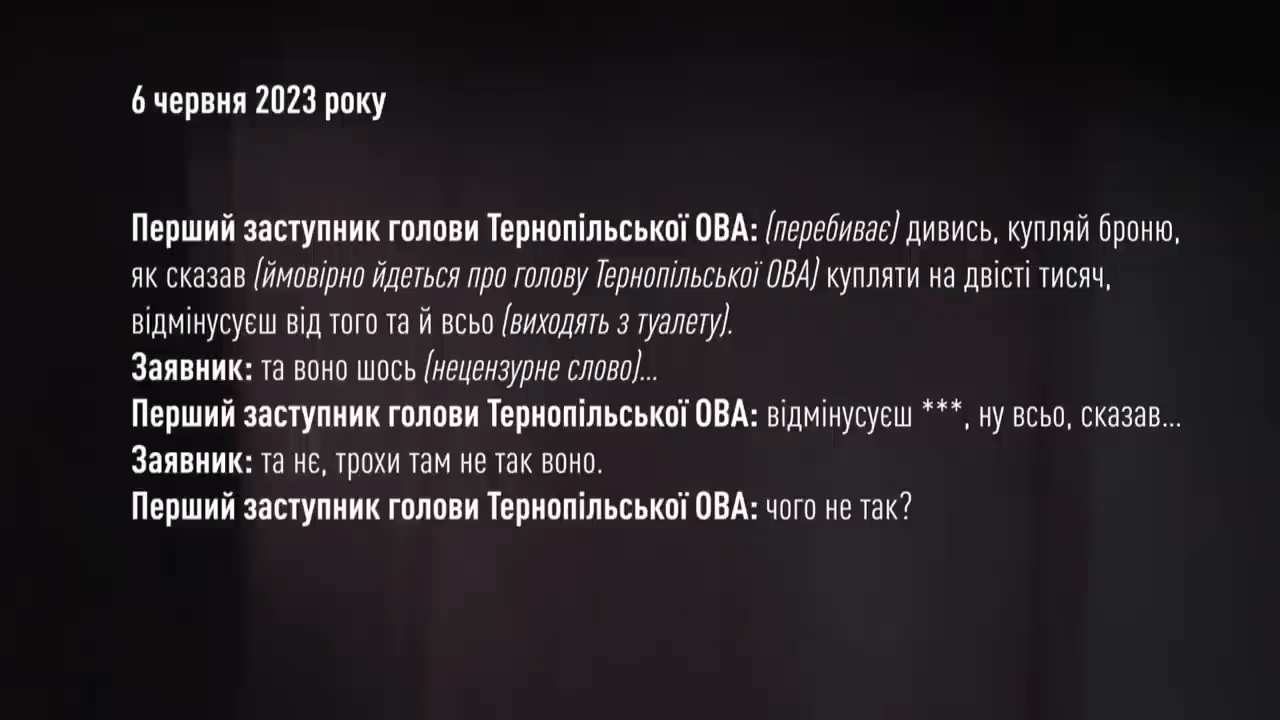 6 червня 2023 року
Перший заступник голови Тернопільської ОВА: (перебиває) дивись, купляй броню,
як сказав (ймовірно йдеться про голову Тернопільської ОВА) купляти на двісті тисяч,
відмінусуєш від того та й всьо (виходять з туалету).
Заявник: та воно шось (нецензурне слово)...
Перший заступник голови Тернопільської ОВА: відмінусуєш ***, ну всьо, сказав...
Заявник: та нє, трохи там не так воно.
Перший заступник голови Тернопільської ОВА: чого не так?